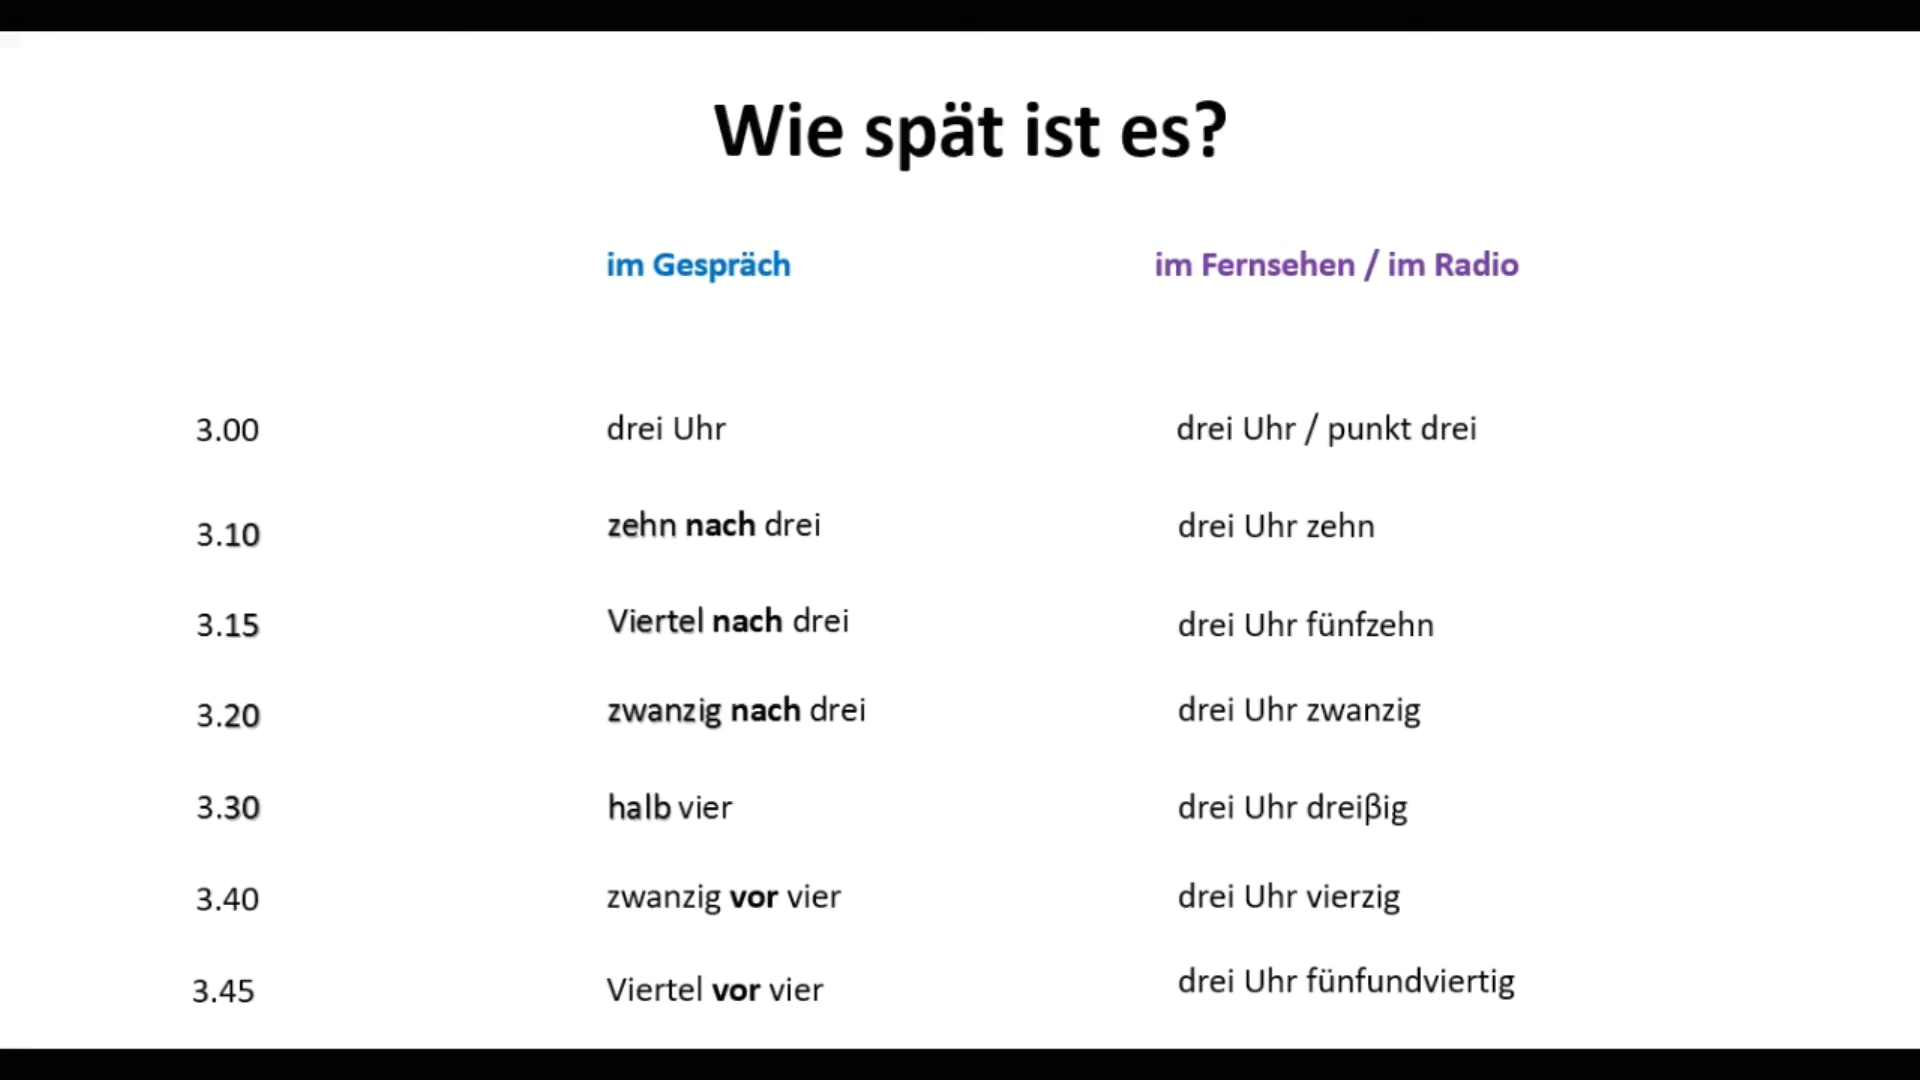 Wie spät ist es?
im Gespräch im Fernsehen / im Radio
3.00 drei Uhr drei Uhr / punkt drei
3.10 zehn nach drei drei Uhr zehn
3.15 Viertel nach drei drei Uhr fünfzehn
3.20 zwanzig nach drei drei Uhr zwanzig
3.30 halb vier drei Uhr dreiβig
3.40 zwanzig vor vier drei Uhr vierzig
3.45 Viertel vor vier drei Uhr fünfundviertig